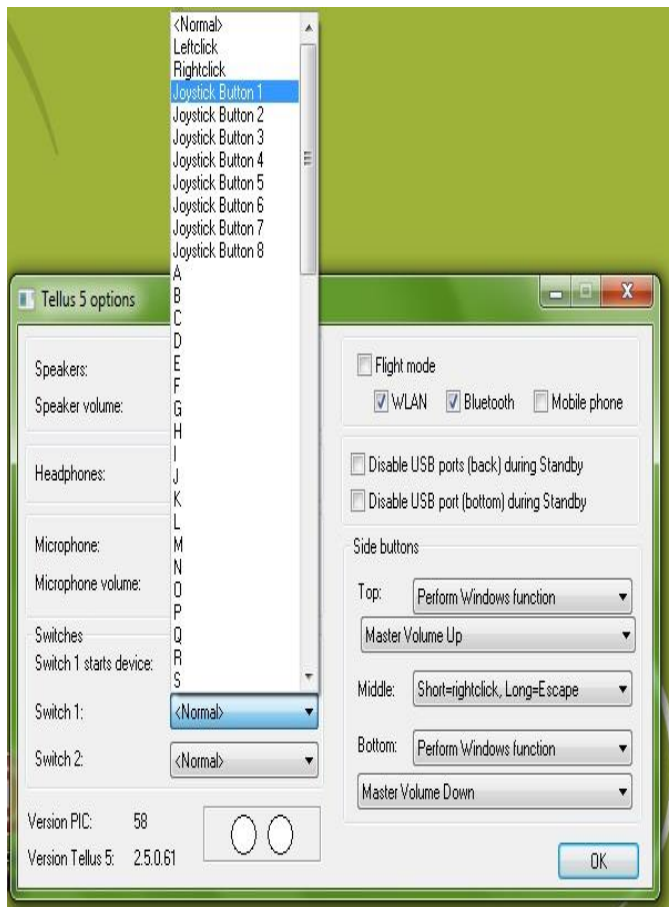 <Normal>
Leftclick
Rightclick
Joystick Button 1
Joystick Button 2
Joystick Button 3
Joystick Button 4
Joystick Button 5
Joystick Button 6
Joystick Button 7
Joystick Button 8
A
B
C
D
E
F
G
H
I
J
K
L
M
N
O
P
Q
R
S
Tellus 5 options
Speakers:
Speaker volume:
Headphones:
Microphone:
Microphone volume:
Switches
Switch 1 starts device:
Switch 1: <Normal>
Switch 2: <Normal>
Version PIC: 58
Version Tellus 5: 2.5.0.61
Flight mode
WLAN Bluetooth Mobile phone
Disable USB ports (back) during Standby
Disable USB port (bottom) during Standby
Side buttons
Top: Perform Windows function
Master Volume Up
Middle: Short=rightclick, Long=Escape
Bottom: Perform Windows function
Master Volume Down
OK